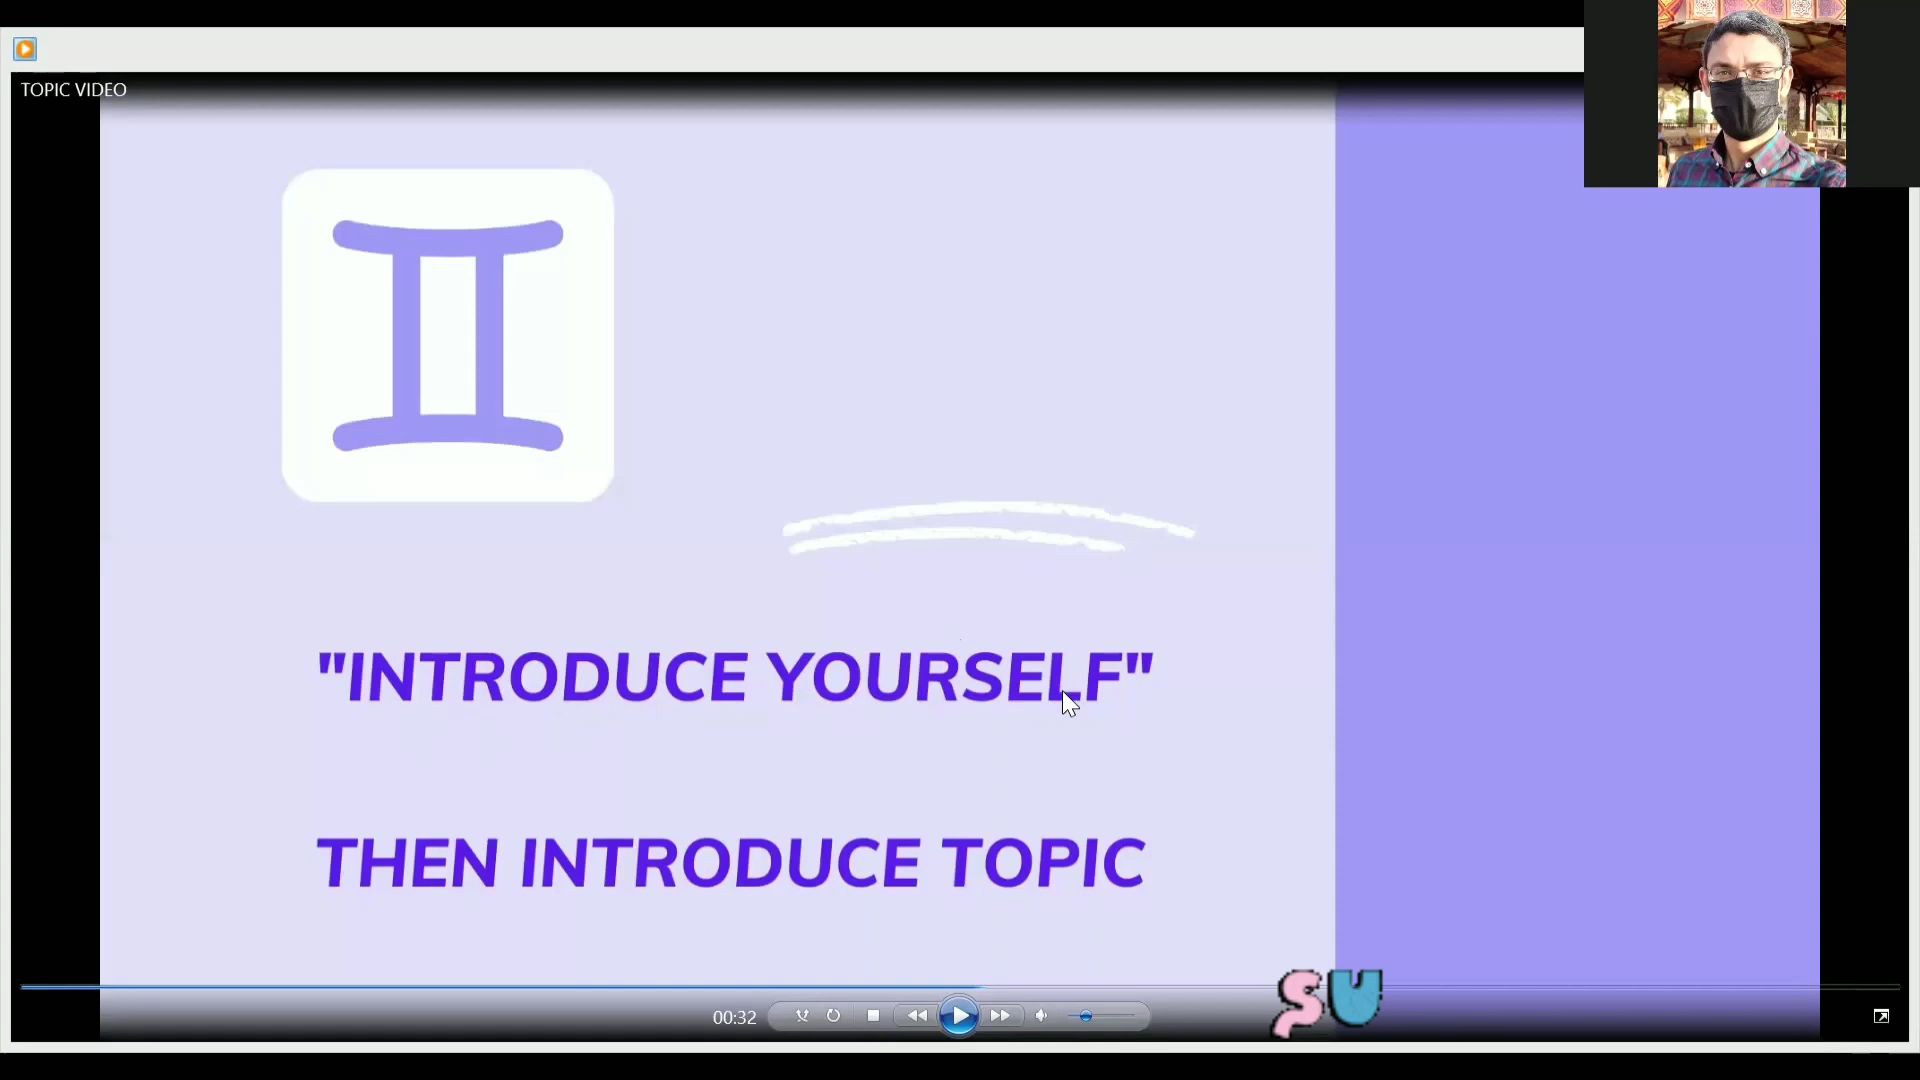 TOPIC VIDEO
"INTRODUCE YOURSELF"
THEN INTRODUCE TOPIC
SU
00:32